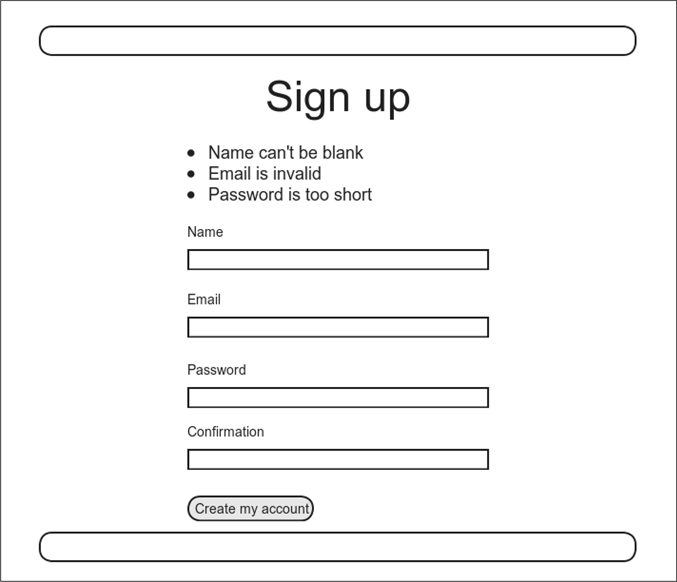 Sign up
Name can't be blank
Email is invalid
Password is too short
Name
Email
Password
Confirmation
Create my account